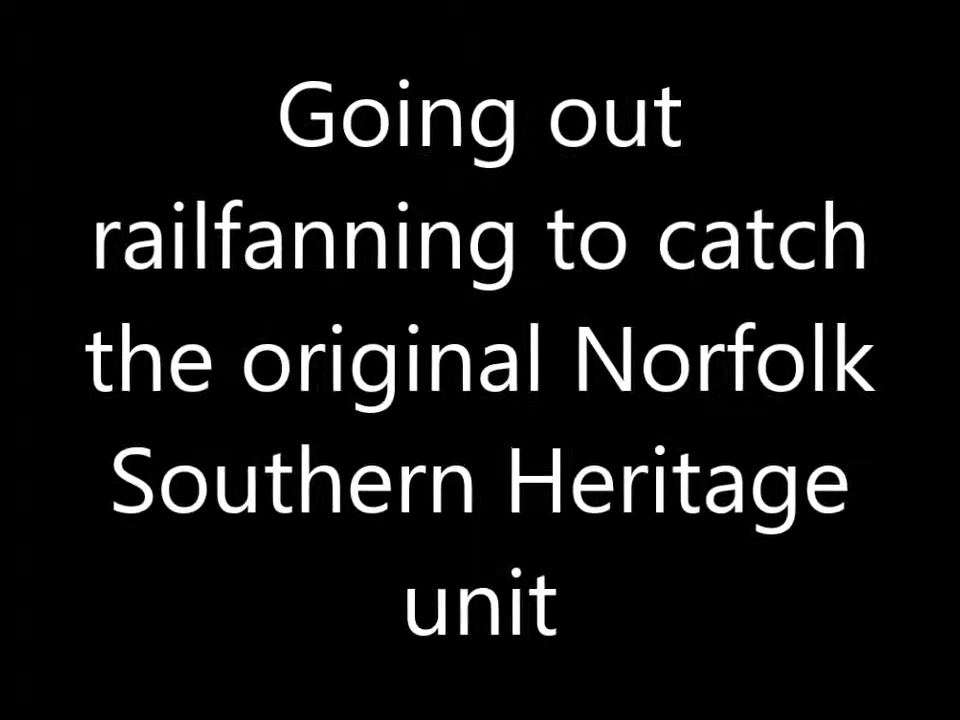 Going out
railfanning to catch
the original Norfolk
Southern Heritage
unit